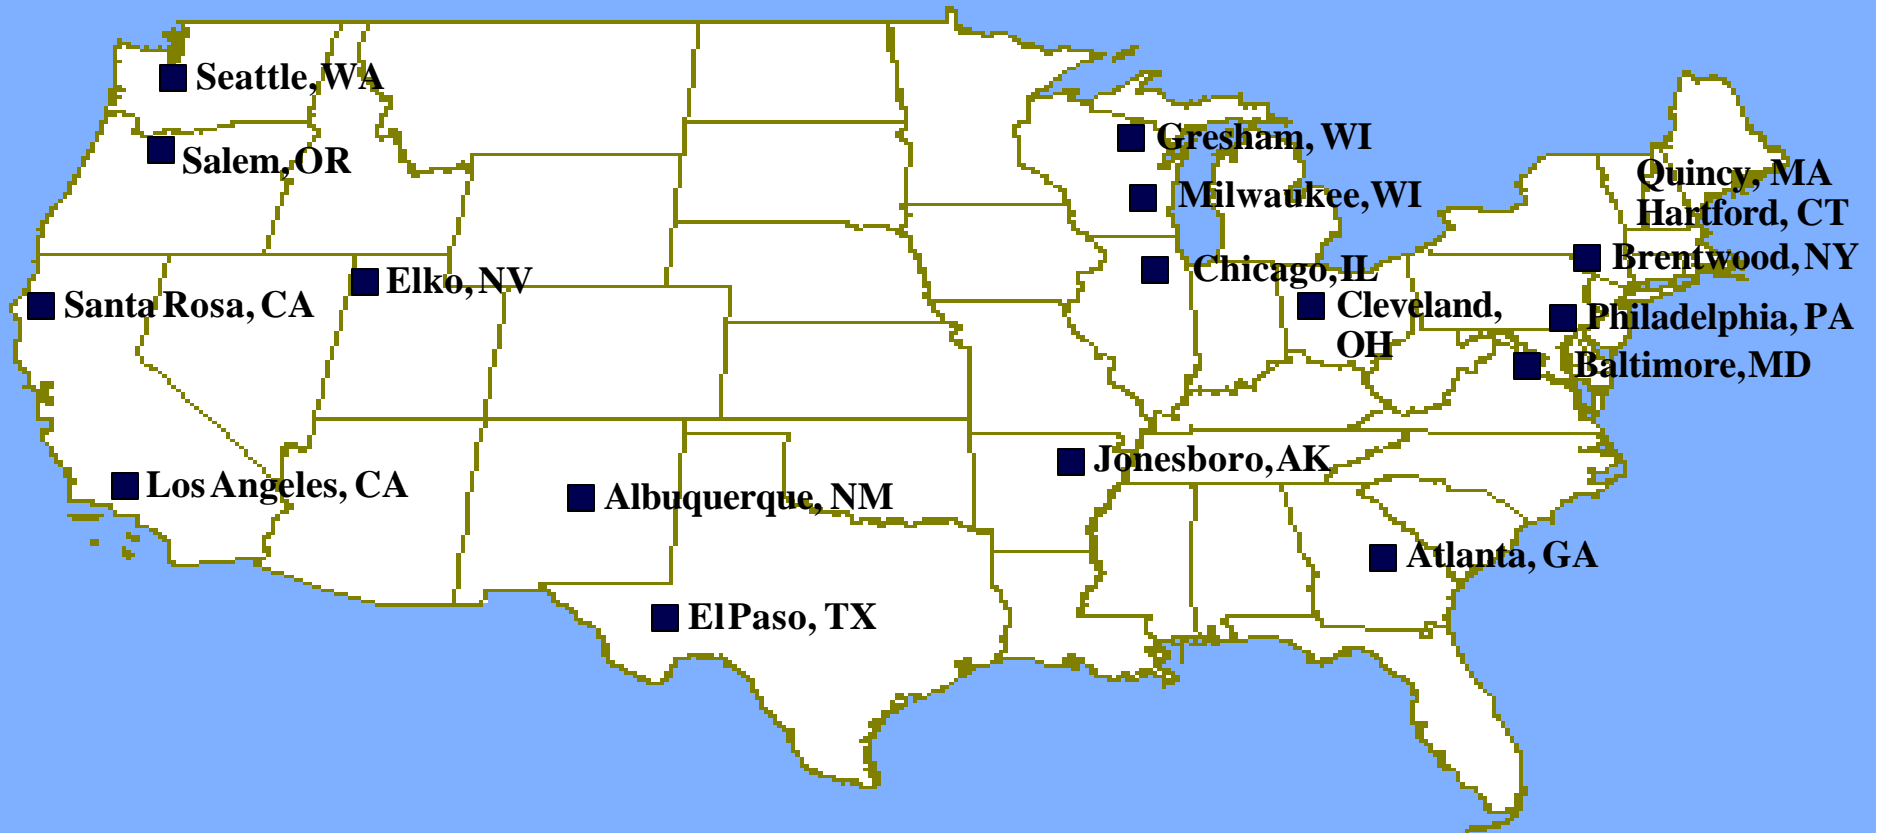 Seattle, WA
Salem, OR
Gresham, WI
Milwaukee, WI
Quincy, MA
Hartford, CT
Brentwood, NY
Chicago, IL
Elko, NV
Santa Rosa, CA
Cleveland,
OH
Philadelphia, PA
Baltimore, MD
Jonesboro, AK
Los Angeles, CA
Albuquerque, NM
Atlanta, GA
El Paso, TX